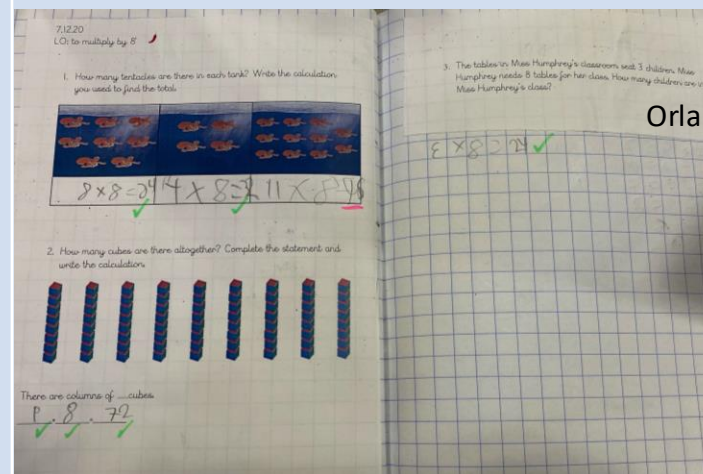 7.12.20
LO: to multiply by 8
1. How many tentacles are there in each tank? Write the calculation
you used to find the total.
8 x 8 = 24
4 x 8 =
11 x 8
48
2. How many cubes are there altogether? Complete the statement and
write the calculation.
There are columns of __ cubes.
8 72
3. The tables in Miss Humphrey's classroom seat 3 children. Miss
Humphrey needs 8 tables for her class. How many children are in
Miss Humphrey's class?
Orla
3 x 8 = 24